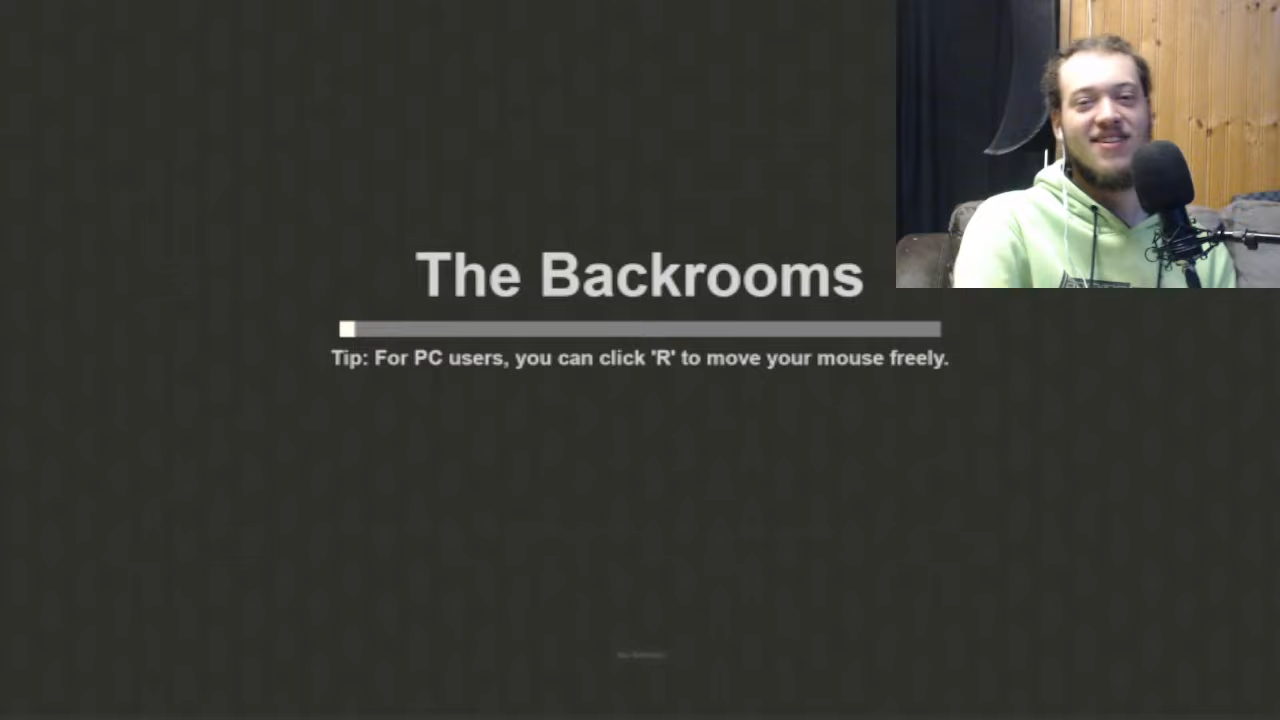 The Backrooms
Tip: For PC users, you can click 'R' to move your mouse freely.